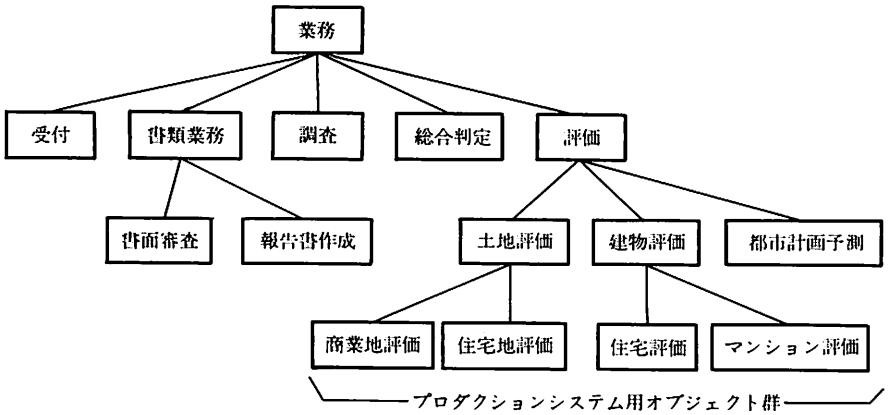 業務
受付
書類業務
調査
総合判定
評価
書面審査
報告書作成
土地評価
建物評価
都市計画予測
商業地評価
住宅地評価
住宅評価
マンション評価
プロダクションシステム用オブジェクト群